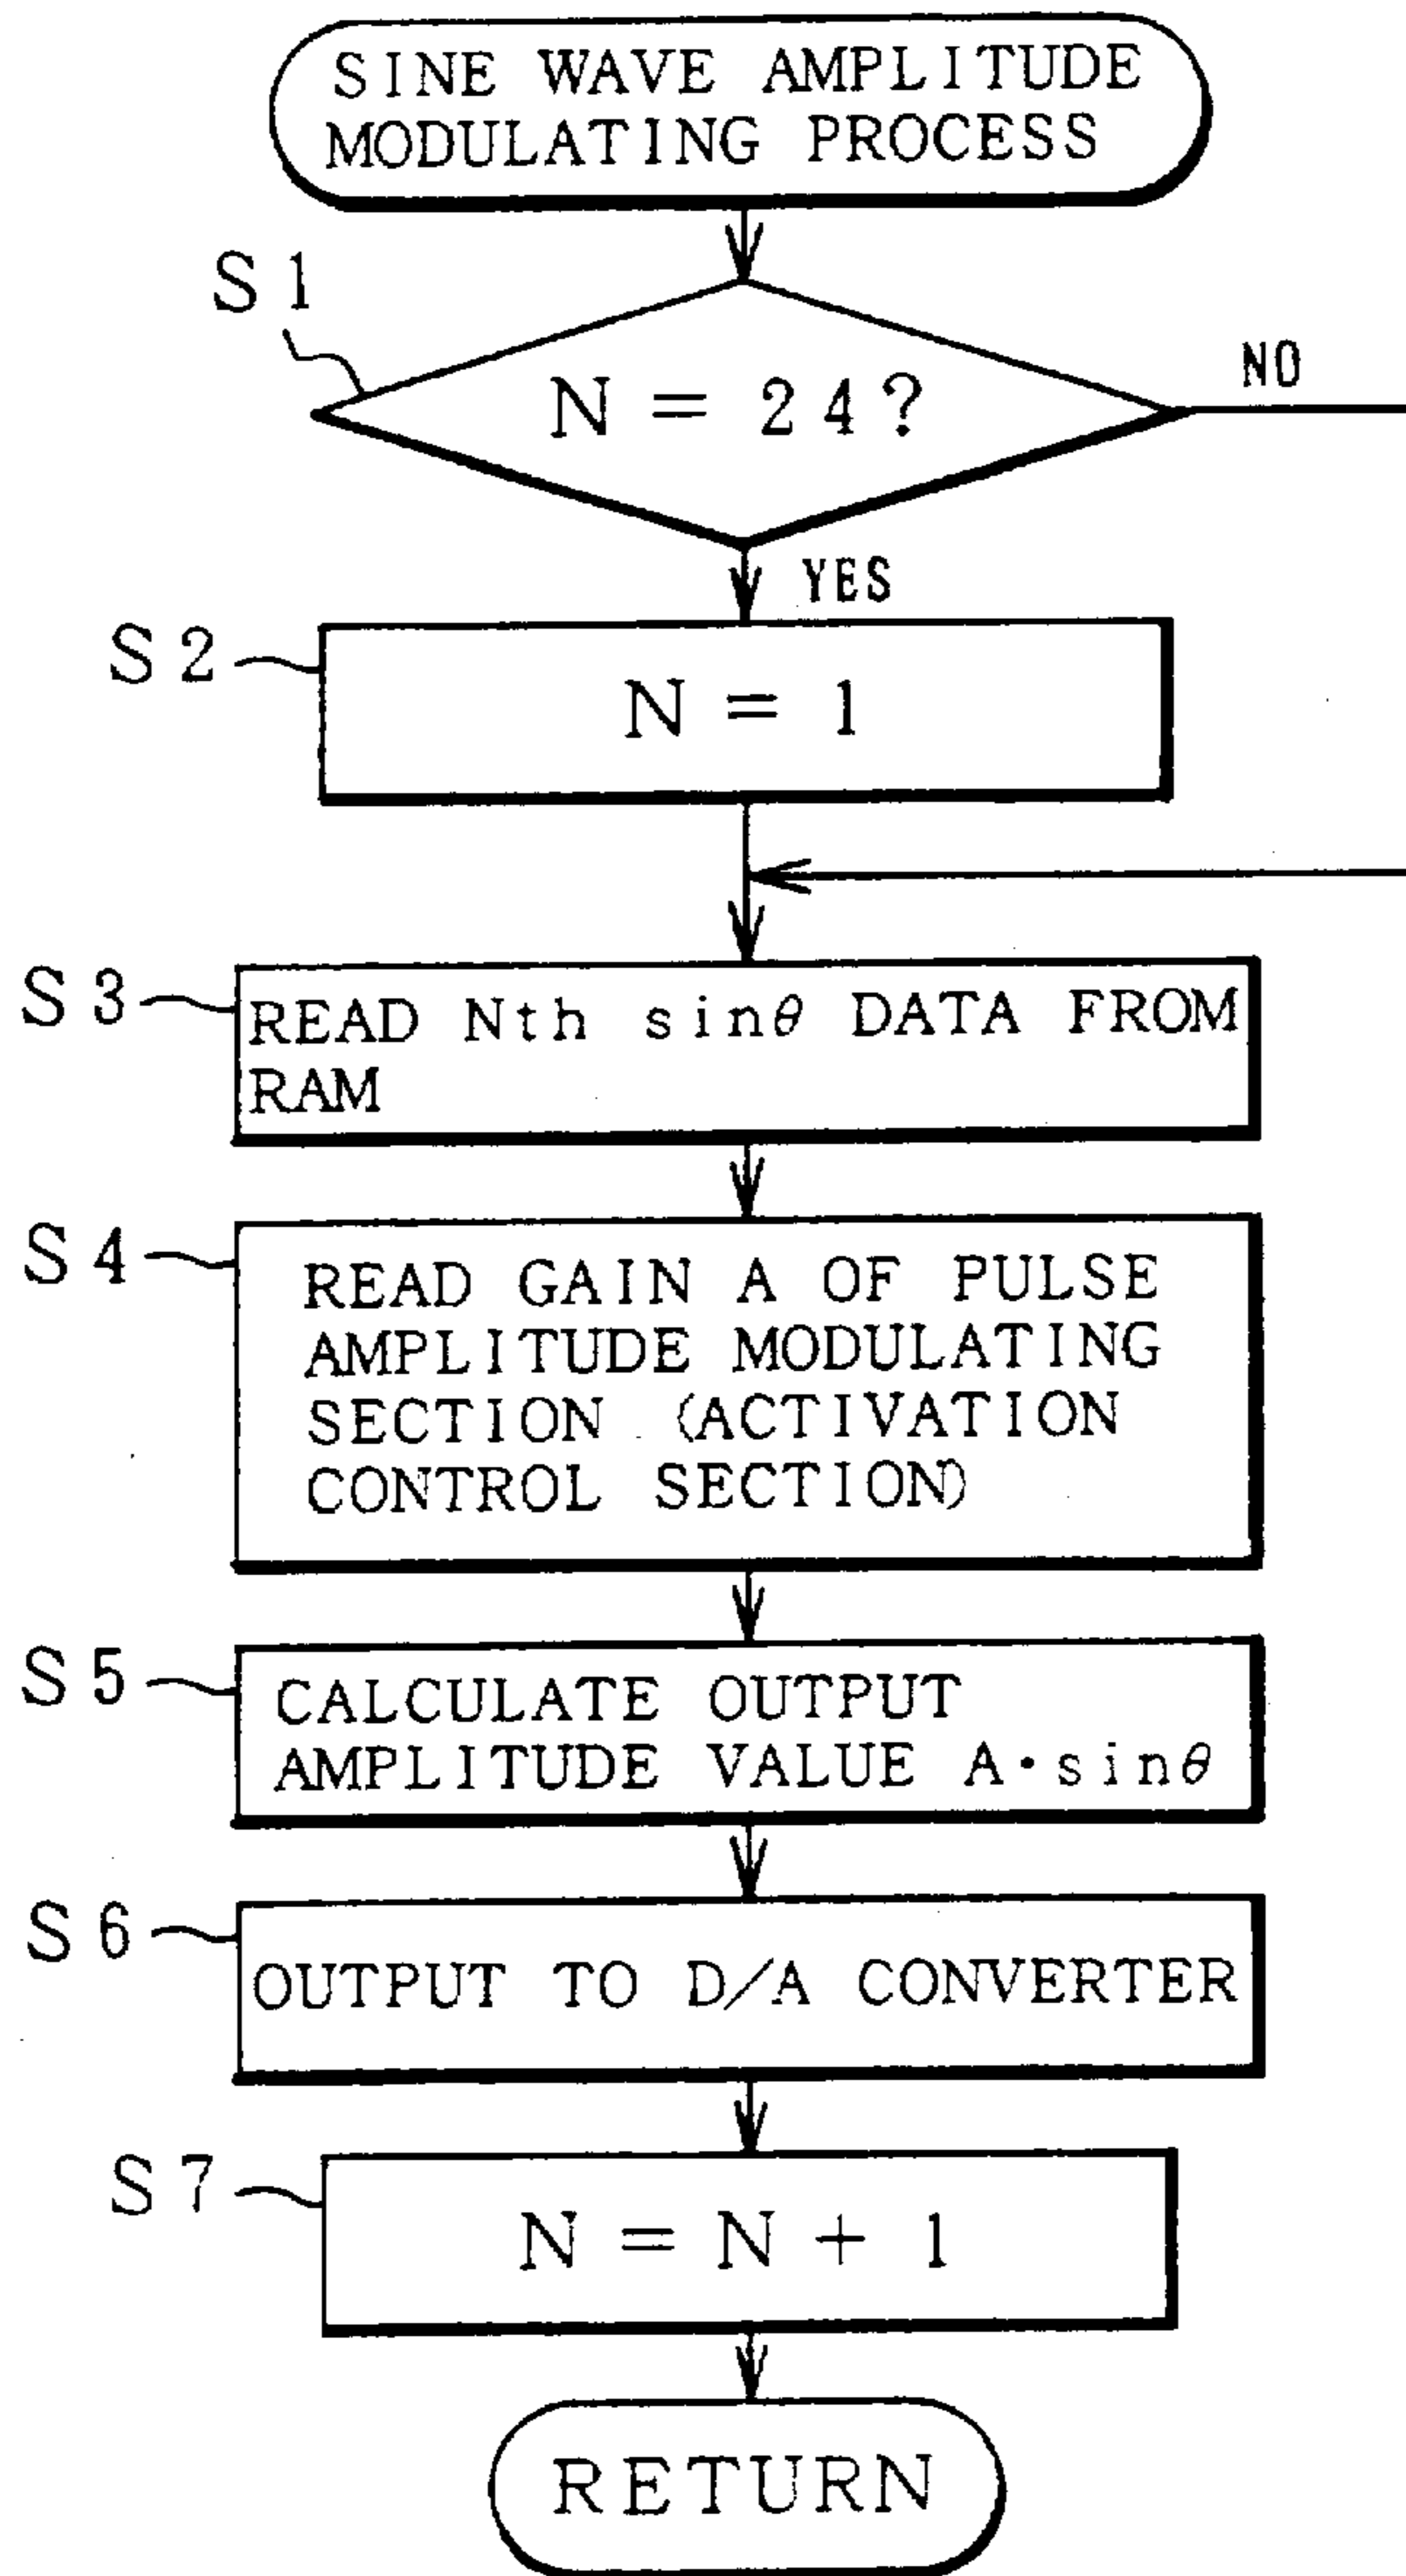 SINE WAVE AMPLITUDE
MODULATING PROCESS
S1
N = 24?
NO
YES
S2
N = 1
S3
READ Nth sinθ DATA FROM
RAM
S4
READ GAIN A OF PULSE
AMPLITUDE MODULATING
SECTION (ACTIVATION
CONTROL SECTION)
S5
CALCULATE OUTPUT
AMPLITUDE VALUE A·sinθ
S6
OUTPUT TO D/A CONVERTER
S7
N = N + 1
RETURN